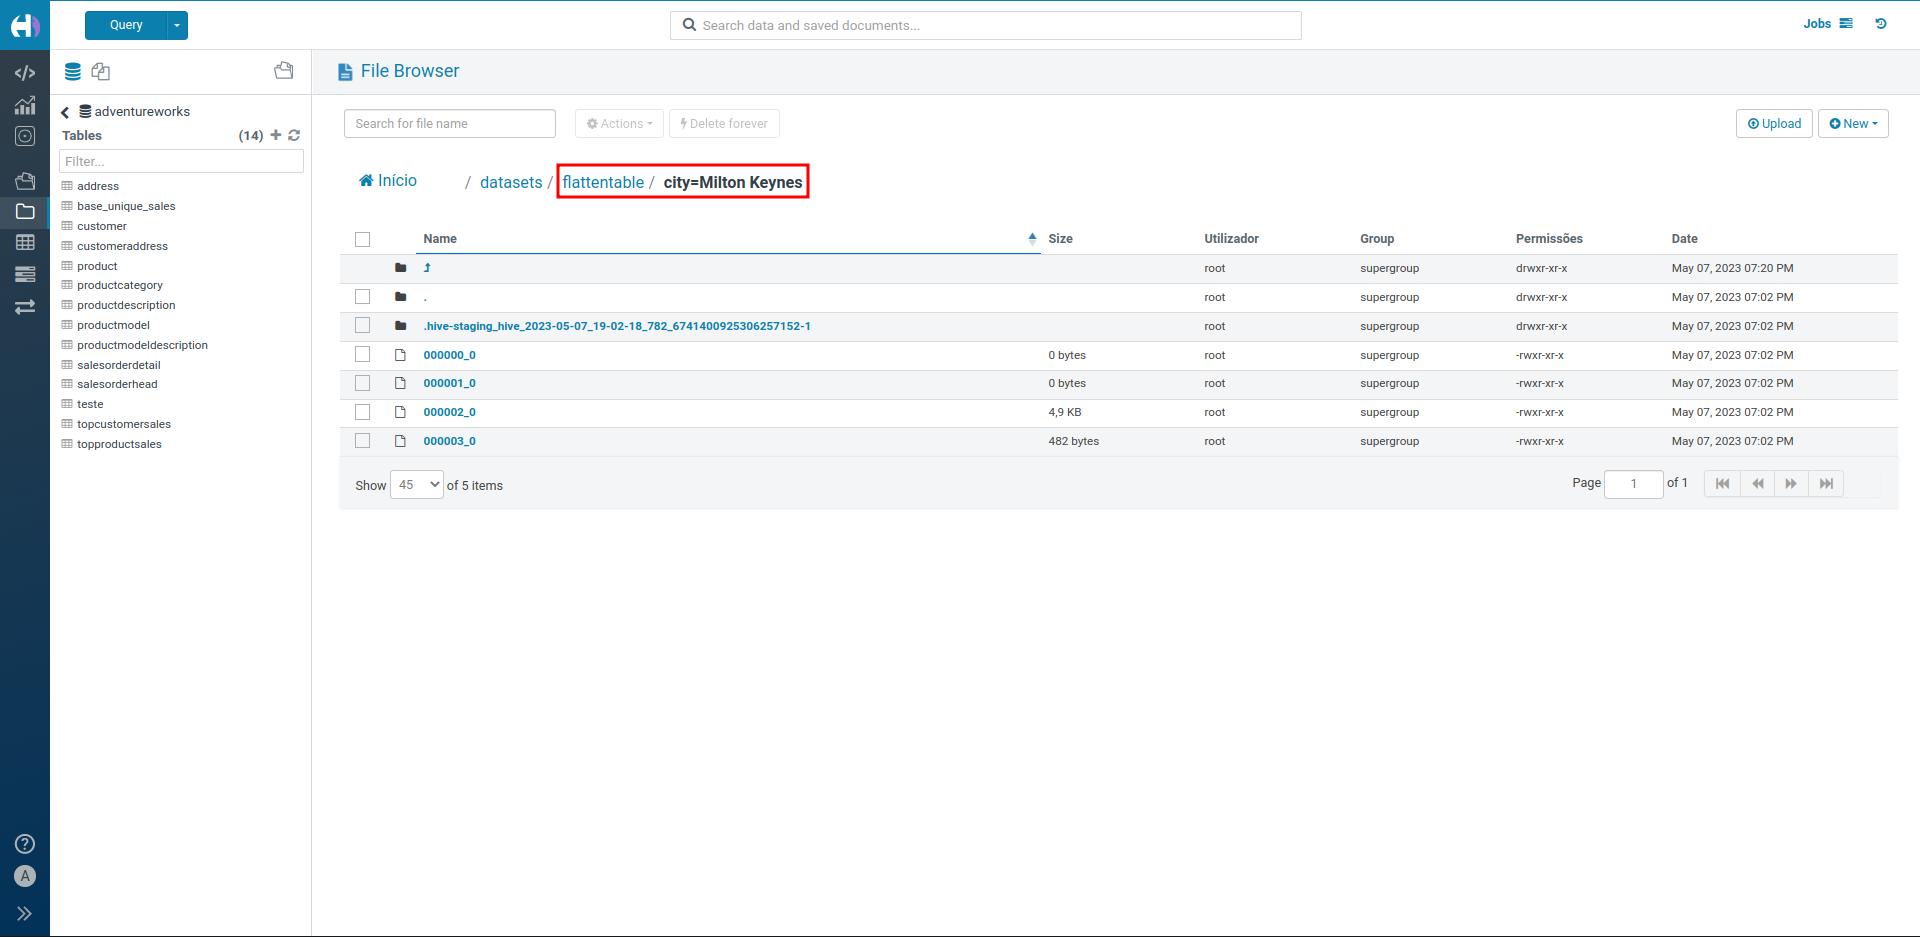 Query
Search data and saved documents...
Jobs
File Browser
adventureworks
Tables (14)
Filter...
address
base_unique_sales
customer
customeraddress
product
productcategory
productdescription
productmodel
productmodeldescription
salesorderdetail
salesorderhead
teste
topcustomersales
topproductsales
A
Search for file name
Actions
Delete forever
Upload
New
Início / datasets / flattentable / city=Milton Keynes
Name Size Utilizador Group Permissões Date
root supergroup drwxr-xr-x May 07, 2023 07:20 PM
. root supergroup drwxr-xr-x May 07, 2023 07:02 PM
.hive-staging_hive_2023-05-07_19-02-18_782_6741400925306257152-1 root supergroup drwxr-xr-x May 07, 2023 07:02 PM
000000_0 0 bytes root supergroup -rwxr-xr-x May 07, 2023 07:02 PM
000001_0 0 bytes root supergroup -rwxr-xr-x May 07, 2023 07:02 PM
000002_0 4,9 KB root supergroup -rwxr-xr-x May 07, 2023 07:02 PM
000003_0 482 bytes root supergroup -rwxr-xr-x May 07, 2023 07:02 PM
Show 45 of 5 items
Page 1 of 1